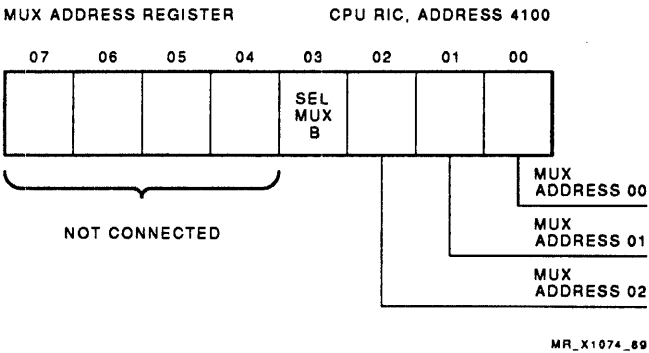 MUX ADDRESS REGISTER CPU RIC, ADDRESS 4100
07 06 05 04 03 02 01 00
SEL
MUX
B
MUX
ADDRESS 00
NOT CONNECTED
MUX
ADDRESS 01
MUX
ADDRESS 02
MR_X1074_89